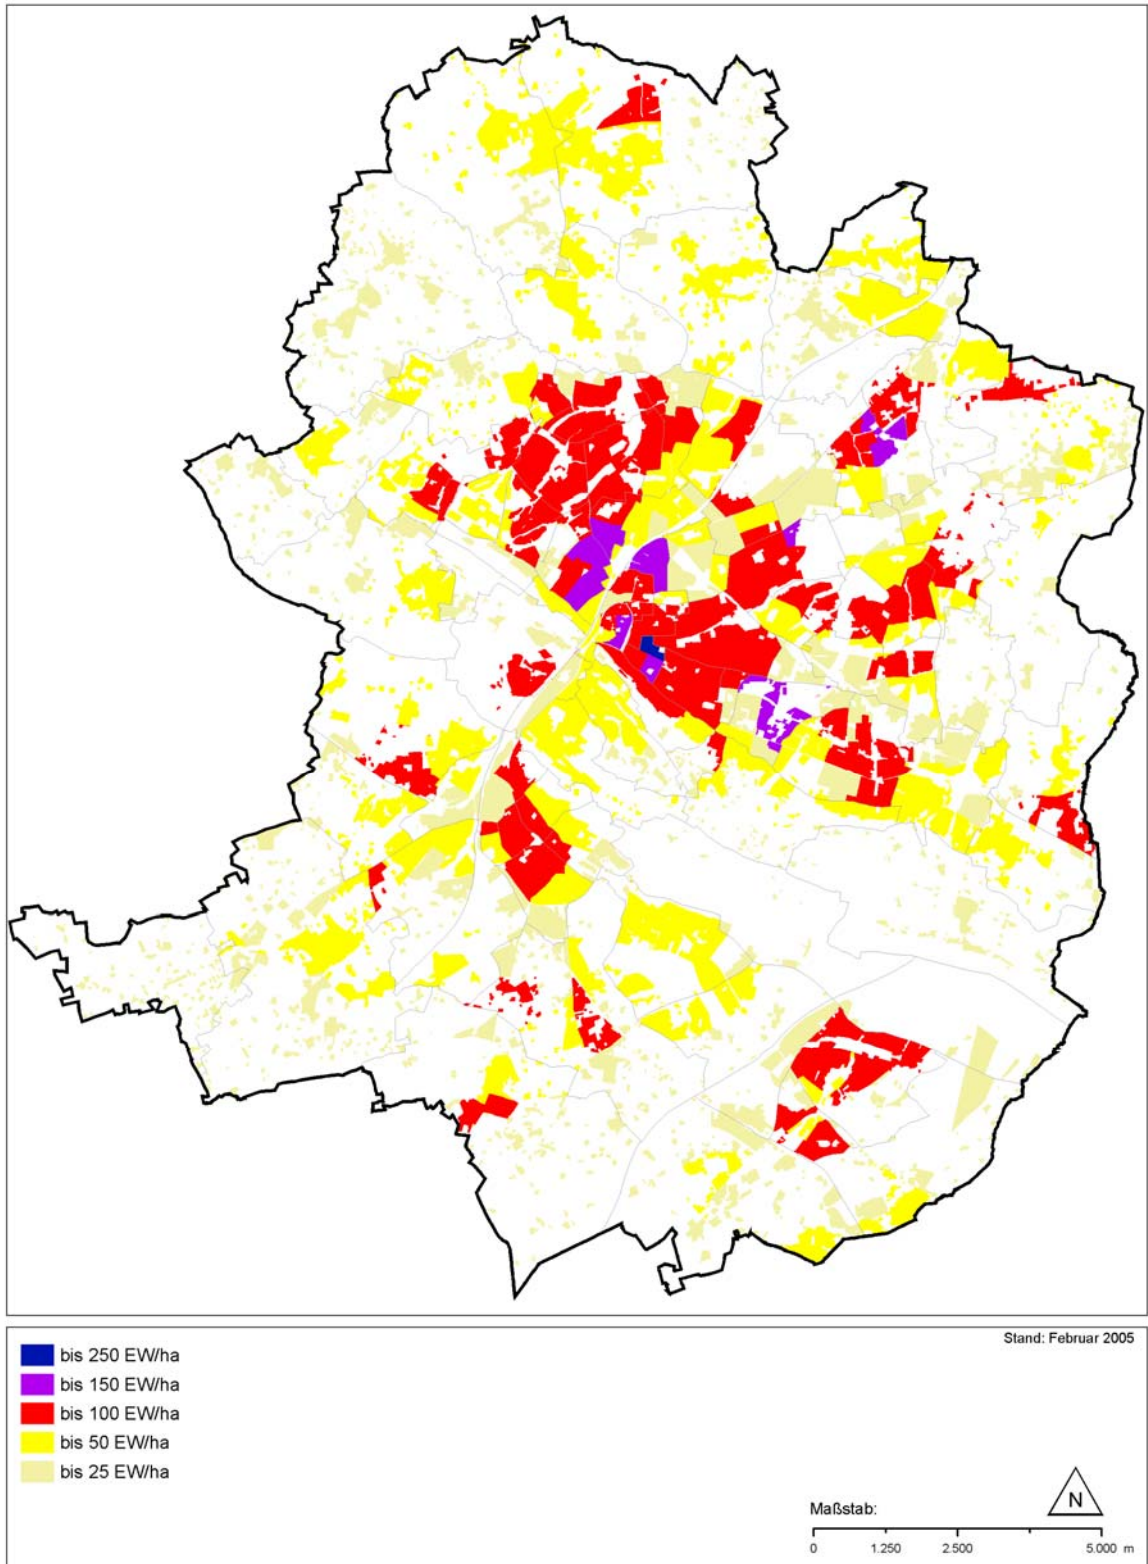 Stand: Februar 2005
bis 250 EW/ha
bis 150 EW/ha
bis 100 EW/ha
bis 50 EW/ha
bis 25 EW/ha
N
Maßstab:
0 1.250 2.500 5.000 m